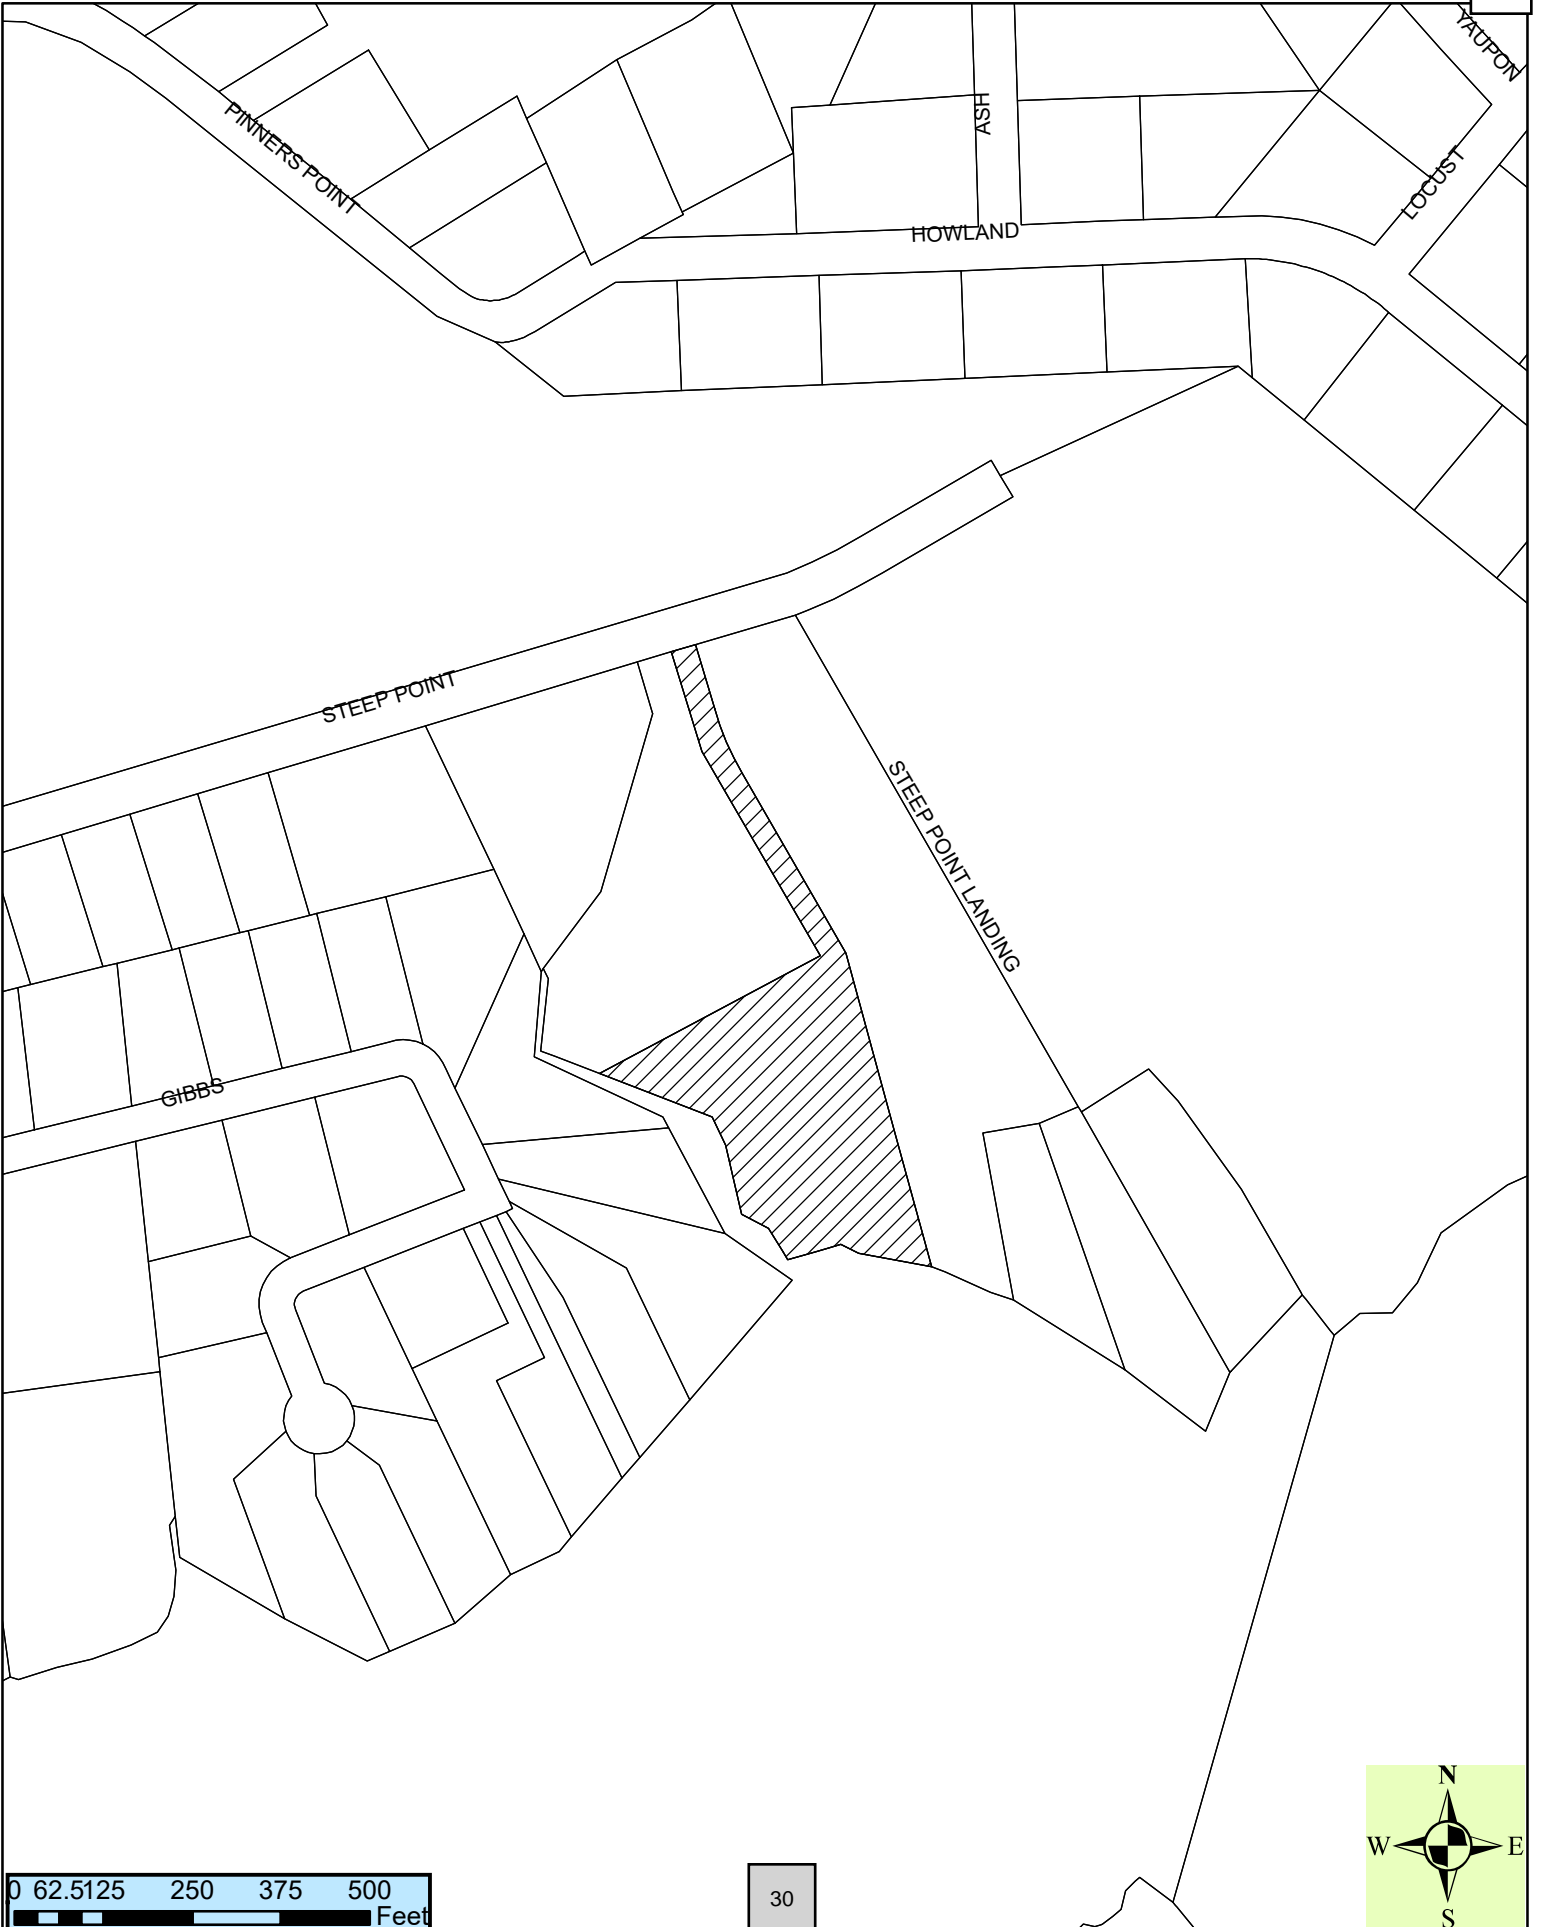 YAUPON
ASH
PINNERS POINT
LOCUST
HOWLAND
STEEP POINT
STEEP POINT LANDING
GIBBS
N
W E
S
0 62.5125 250 375 500
Feet
30